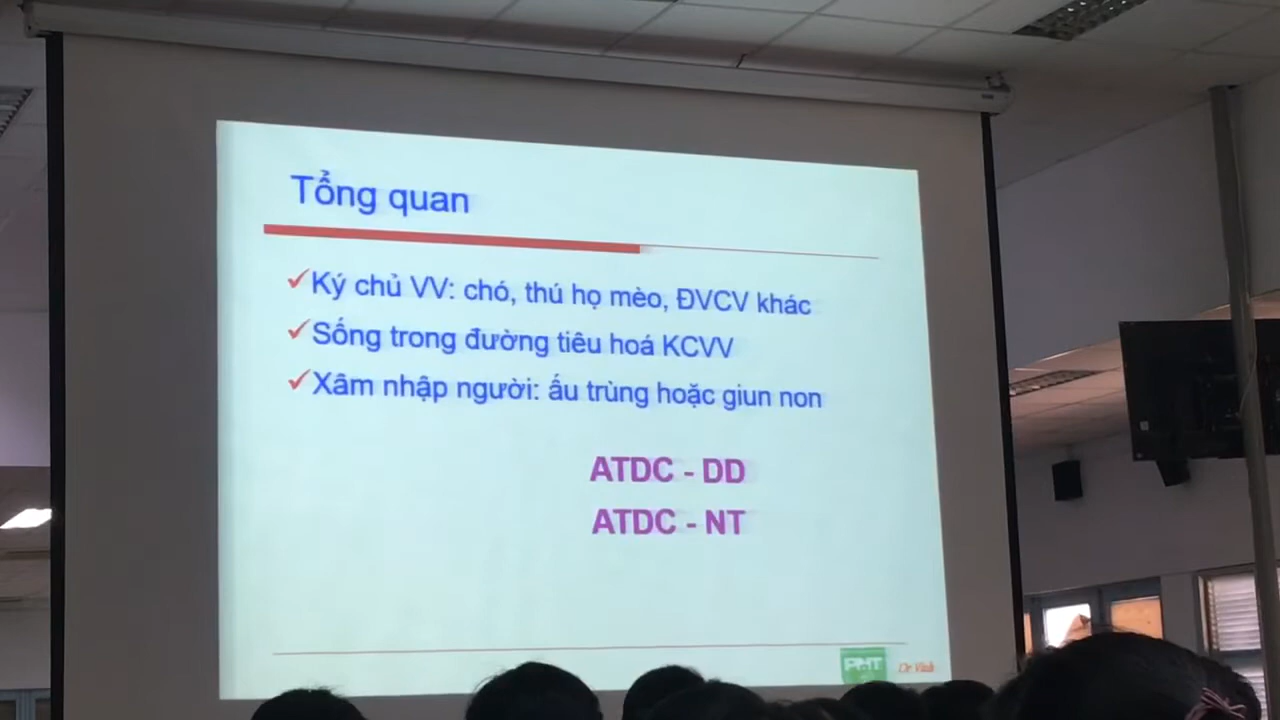 Tổng quan
Ký chủ VV: chó, thú họ mèo, ĐVCV khác
Sống trong đường tiêu hoá KCVV
Xâm nhập người: ấu trùng hoặc giun non
ATDC - DD
ATDC - NT
PNT